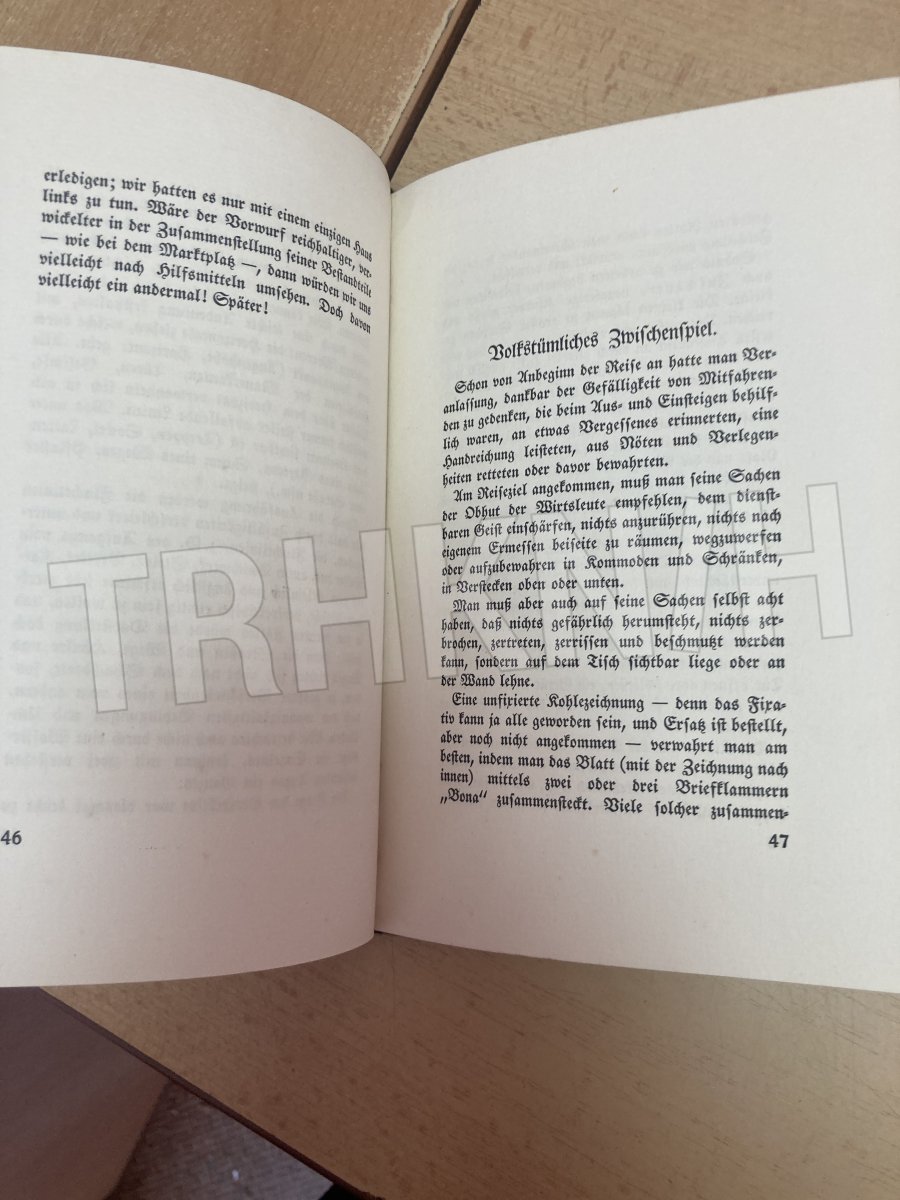 erledigen; wir hatten es nur mit einem einzigen Haus
links zu tun. Wäre der Vorwurf reichhaltiger, ver-
wickelter in der Zusammenstellung seiner Bestandteile
— wie bei dem Marktplatz —, dann würden wir uns
vielleicht nach Hilfsmitteln umsehen. Doch davon
vielleicht ein andermal! Später!
46
Volkstümliches Zwischenspiel.
Schon von Anbeginn der Reise an hatte man Ver-
anlassung, dankbar der Gefälligkeit von Mitfahren-
den zu gedenken, die beim Aus- und Einsteigen behilf-
lich waren, an etwas Vergessenes erinnerten, eine
Handreichung leisteten, aus Nöten und Verlegen-
heiten retteten oder davor bewahrten.
Am Reiseziel angekommen, muß man seine Sachen
der Obhut der Wirtsleute empfehlen, dem dienst-
baren Geist einschärfen, nichts anzurühren, nichts nach
eigenem Ermessen beiseite zu räumen, wegzuwerfen
oder aufzubewahren in Kommoden und Schränken,
in Verstecken oben oder unten.
Man muß aber auch auf seine Sachen selbst acht
haben, daß nichts gefährlich herumsteht, nichts zer-
brochen, zertreten, zerrissen und beschmutzt werden
kann, sondern auf dem Tisch sichtbar liege oder an
der Wand lehne.
Eine unfixierte Kohlezeichnung — denn das Fixa-
tiv kann ja alle geworden sein, und Ersatz ist bestellt,
aber noch nicht angekommen — verwahrt man am
besten, indem man das Blatt (mit der Zeichnung nach
innen) mittels zwei oder drei Briefklammern
„Bona“ zusammensteckt. Viele solcher zusammen-
47